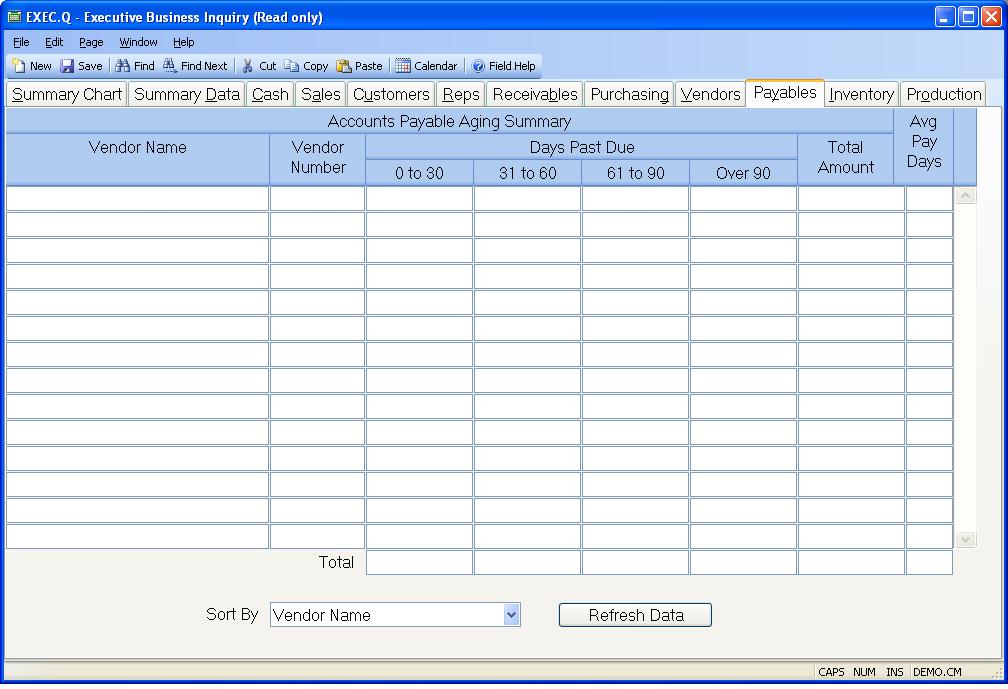 EXEC.Q - Executive Business Inquiry (Read only)
File Edit Page Window Help
New Save Find Find Next Cut Copy Paste Calendar Field Help
Summary Chart Summary Data Cash Sales Customers Reps Receivables Purchasing Vendors Payables Inventory Production
Accounts Payable Aging Summary
Avg Pay Days
Vendor Name
Vendor Number
Days Past Due
0 to 30 31 to 60 61 to 90 Over 90
Total Amount
Total
Sort By Vendor Name Refresh Data
CAPS NUM INS DEMO.CM